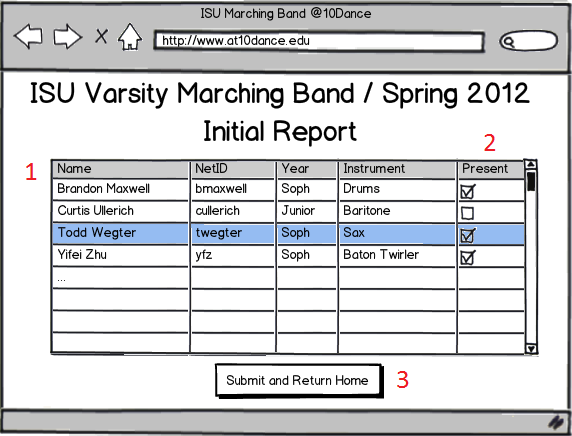 ISU Marching Band @10Dance
http://www.at10dance.edu
ISU Varsity Marching Band / Spring 2012
Initial Report
2
1
Name NetID Year Instrument Present
Brandon Maxwell bmaxwell Soph Drums
Curtis Ullerich cullerich Junior Baritone
Todd Wegter twegter Soph Sax
Yifei Zhu yfz Soph Baton Twirler
...
Submit and Return Home 3